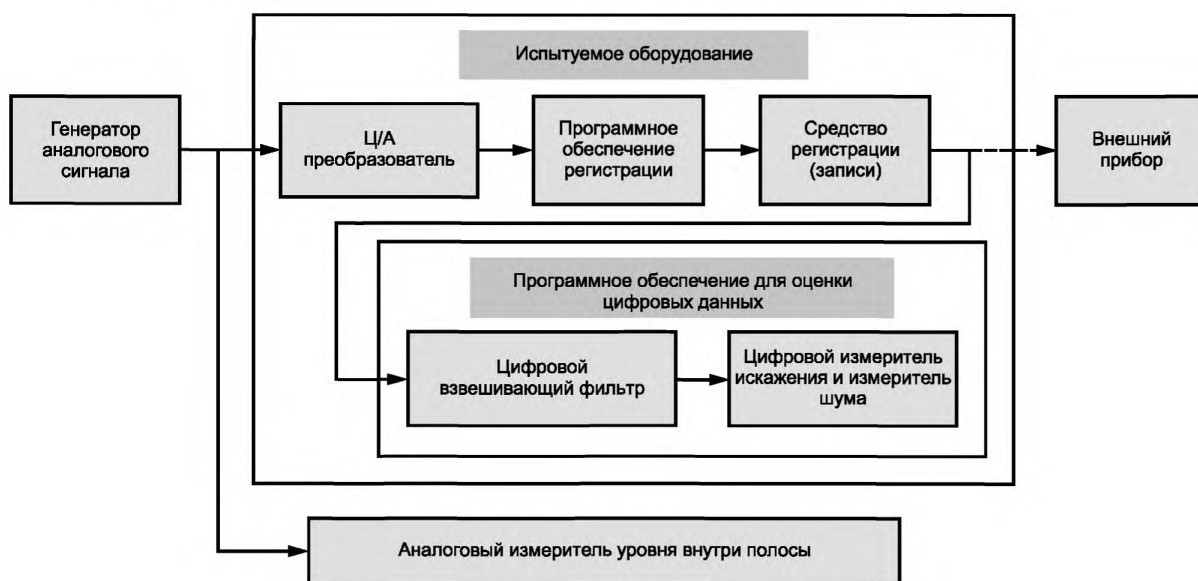 Испытуемое оборудование
Генератор
аналогового
сигнала
Ц/А
преобразователь
Программное
обеспечение
регистрации
Средство
регистрации
(записи)
Внешний
прибор
Программное обеспечение для оценки
цифровых данных
Цифровой
взвешивающий фильтр
Цифровой измеритель
искажения и измеритель
шума
Аналоговый измеритель уровня внутри полосы